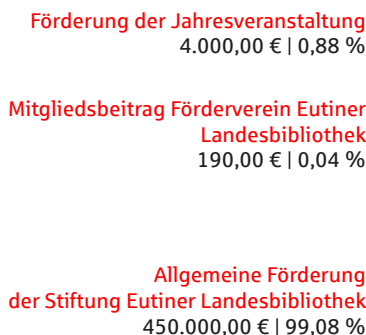 Förderung der Jahresveranstaltung
4.000,00 € | 0,88 %
Mitgliedsbeitrag Förderverein Eutiner
Landesbibliothek
190,00 € | 0,04 %
Allgemeine Förderung
der Stiftung Eutiner Landesbibliothek
450.000,00 € | 99,08 %